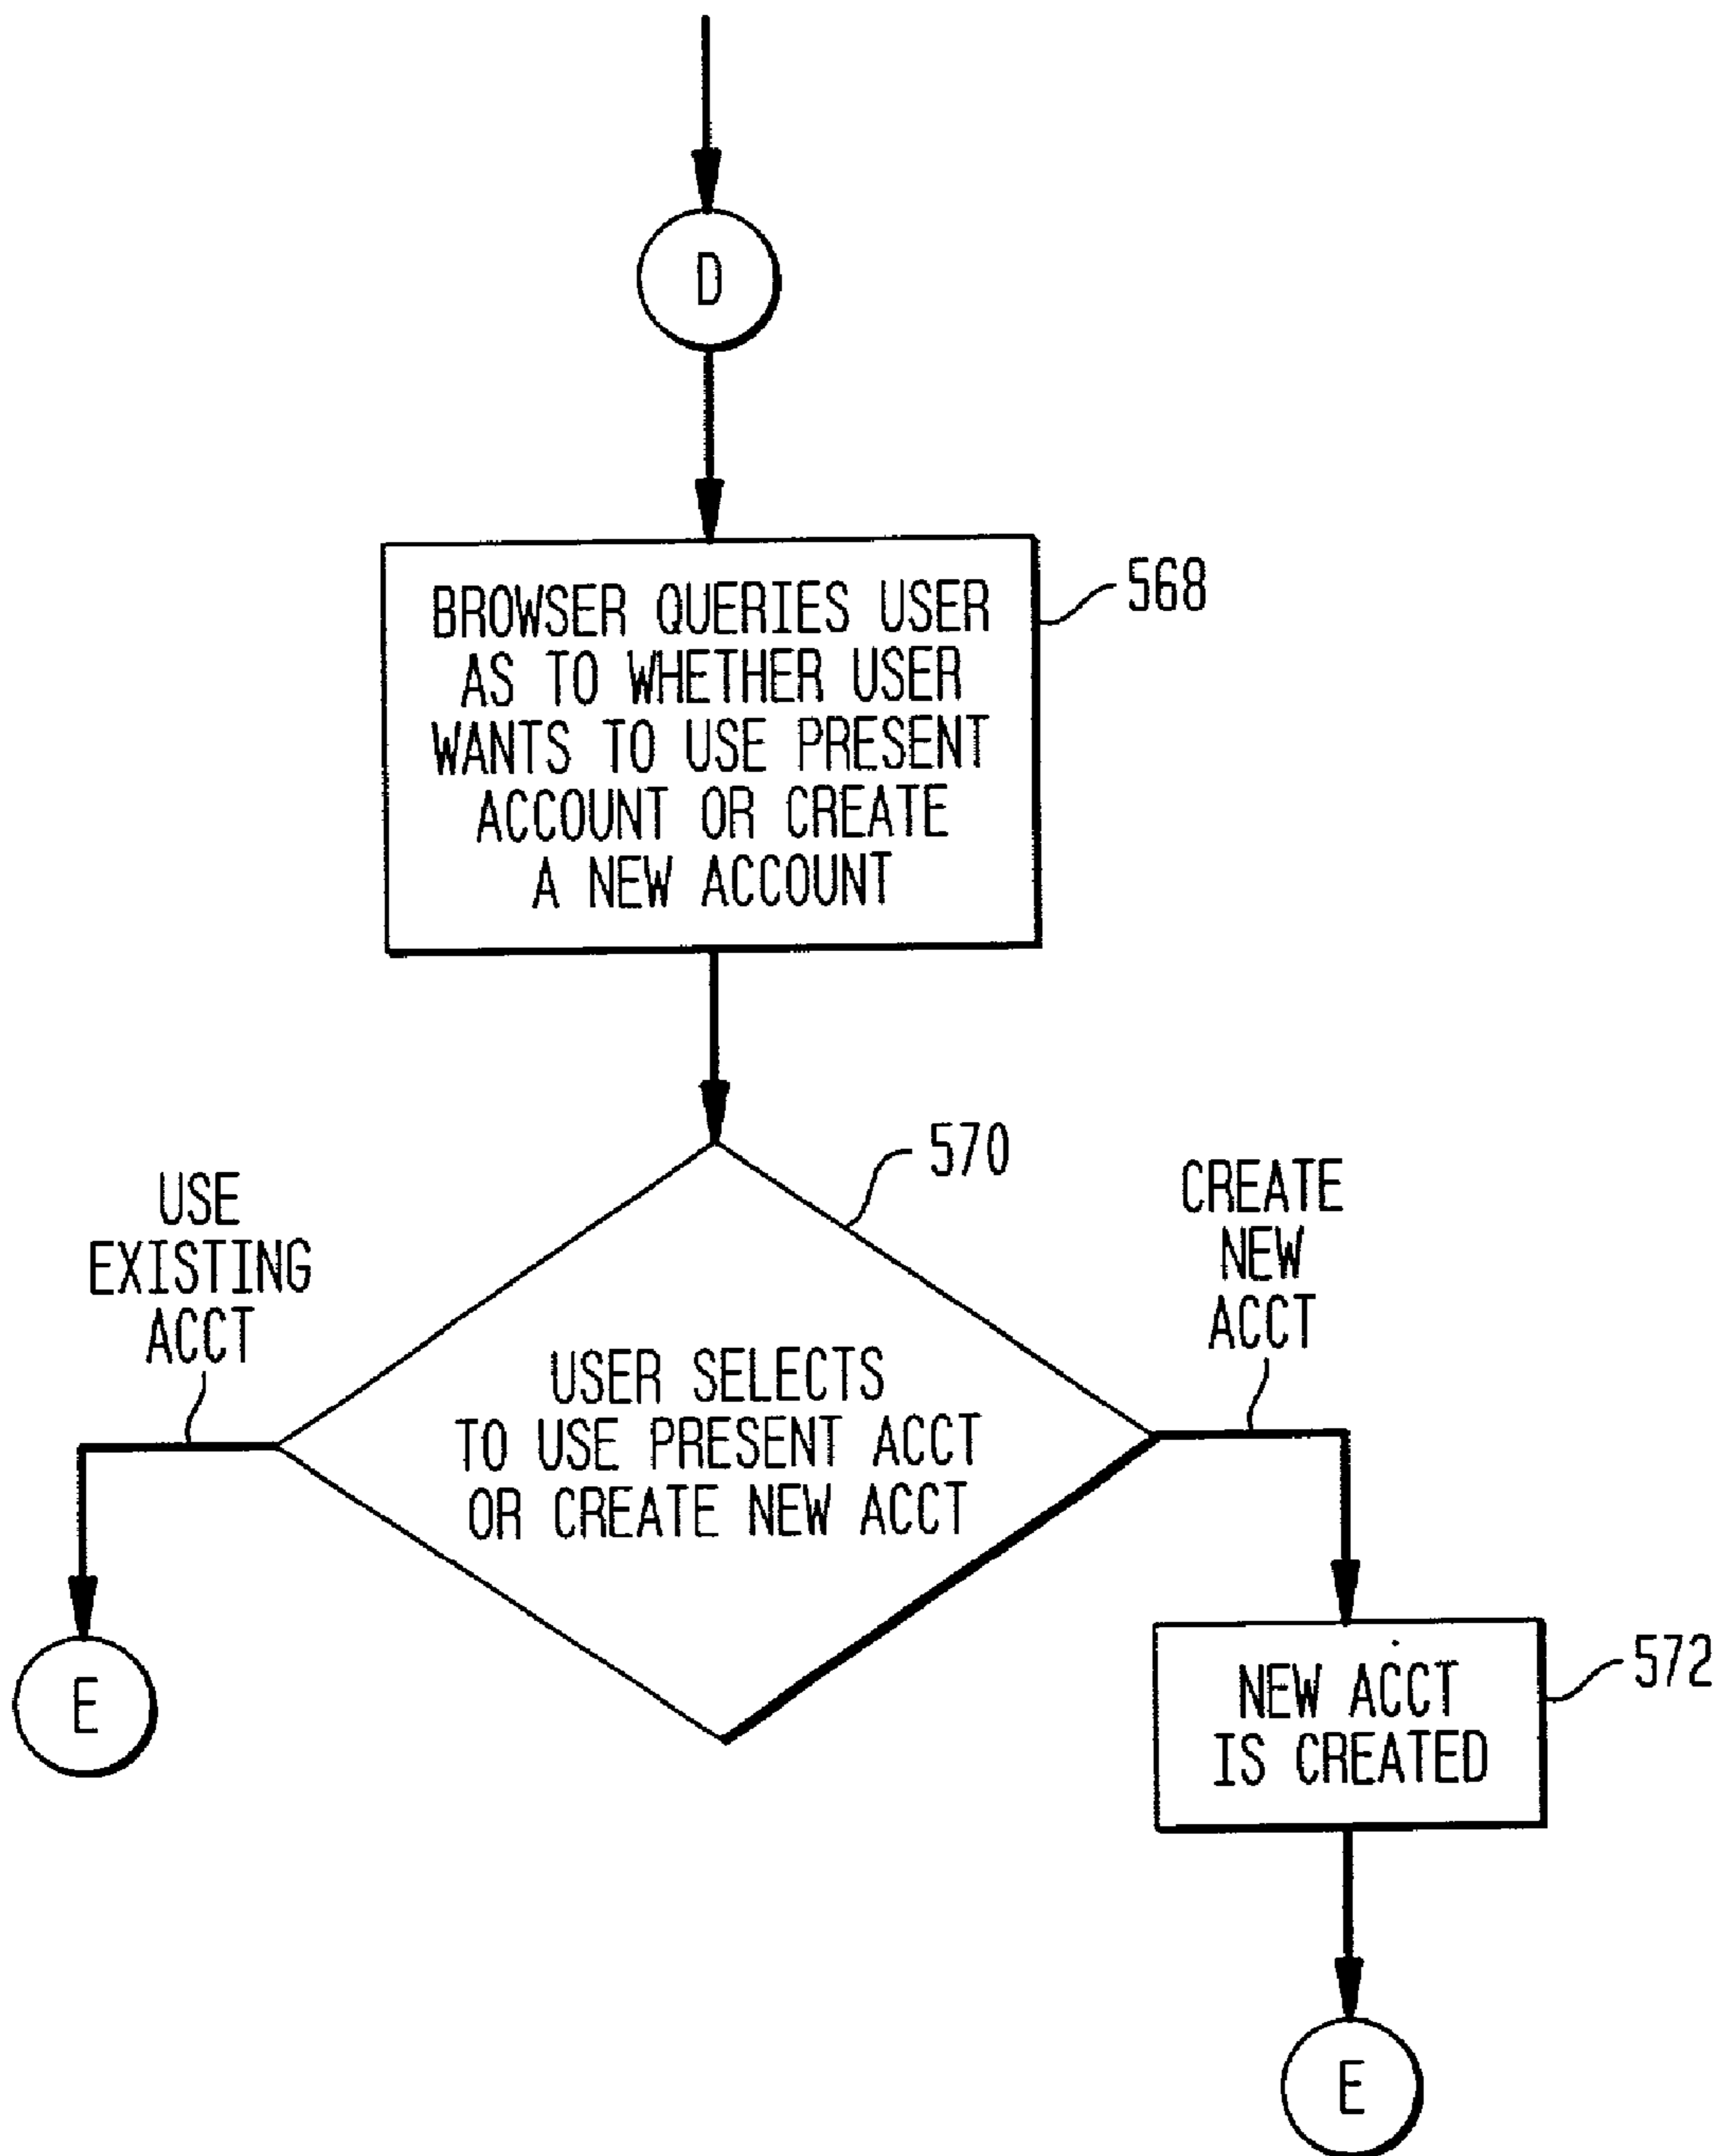 D
BROWSER QUERIES USER
AS TO WHETHER USER
WANTS TO USE PRESENT
ACCOUNT OR CREATE
A NEW ACCOUNT
568
570
USE
EXISTING
ACCT
USER SELECTS
TO USE PRESENT ACCT
OR CREATE NEW ACCT
CREATE
NEW
ACCT
E
NEW ACCT
IS CREATED
572
E